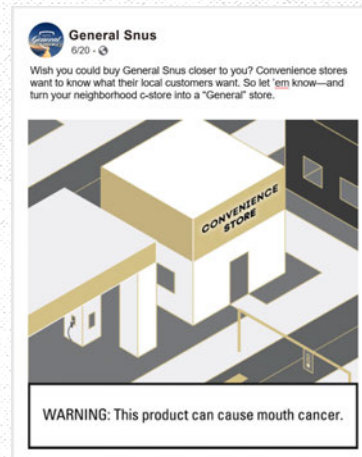 General Snus
6/20 ·
Wish you could buy General Snus closer to you? Convenience stores
want to know what their local customers want. So let 'em know—and
turn your neighborhood c-store into a "General" store.
CONVENIENCE
STORE
WARNING: This product can cause mouth cancer.